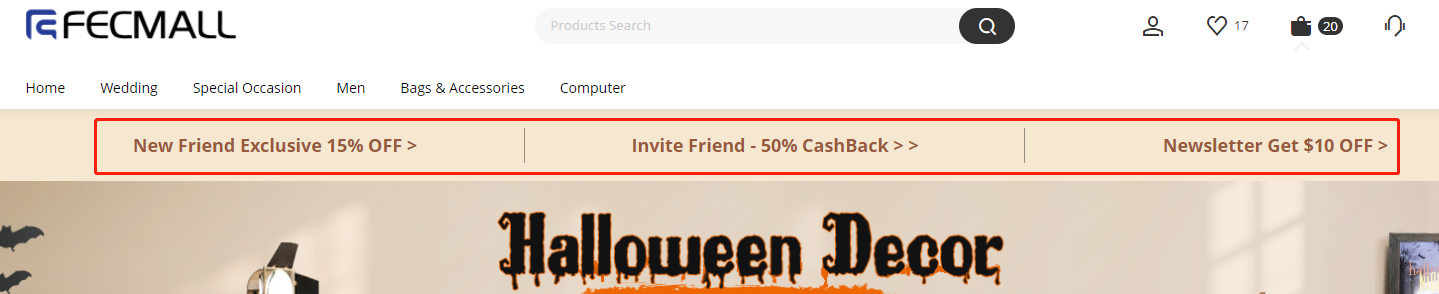 FECMALL
Products Search
17
20
Home Wedding Special Occasion Men Bags & Accessories Computer
New Friend Exclusive 15% OFF >
Invite Friend - 50% CashBack > >
Newsletter Get $10 OFF >
Halloween Decor